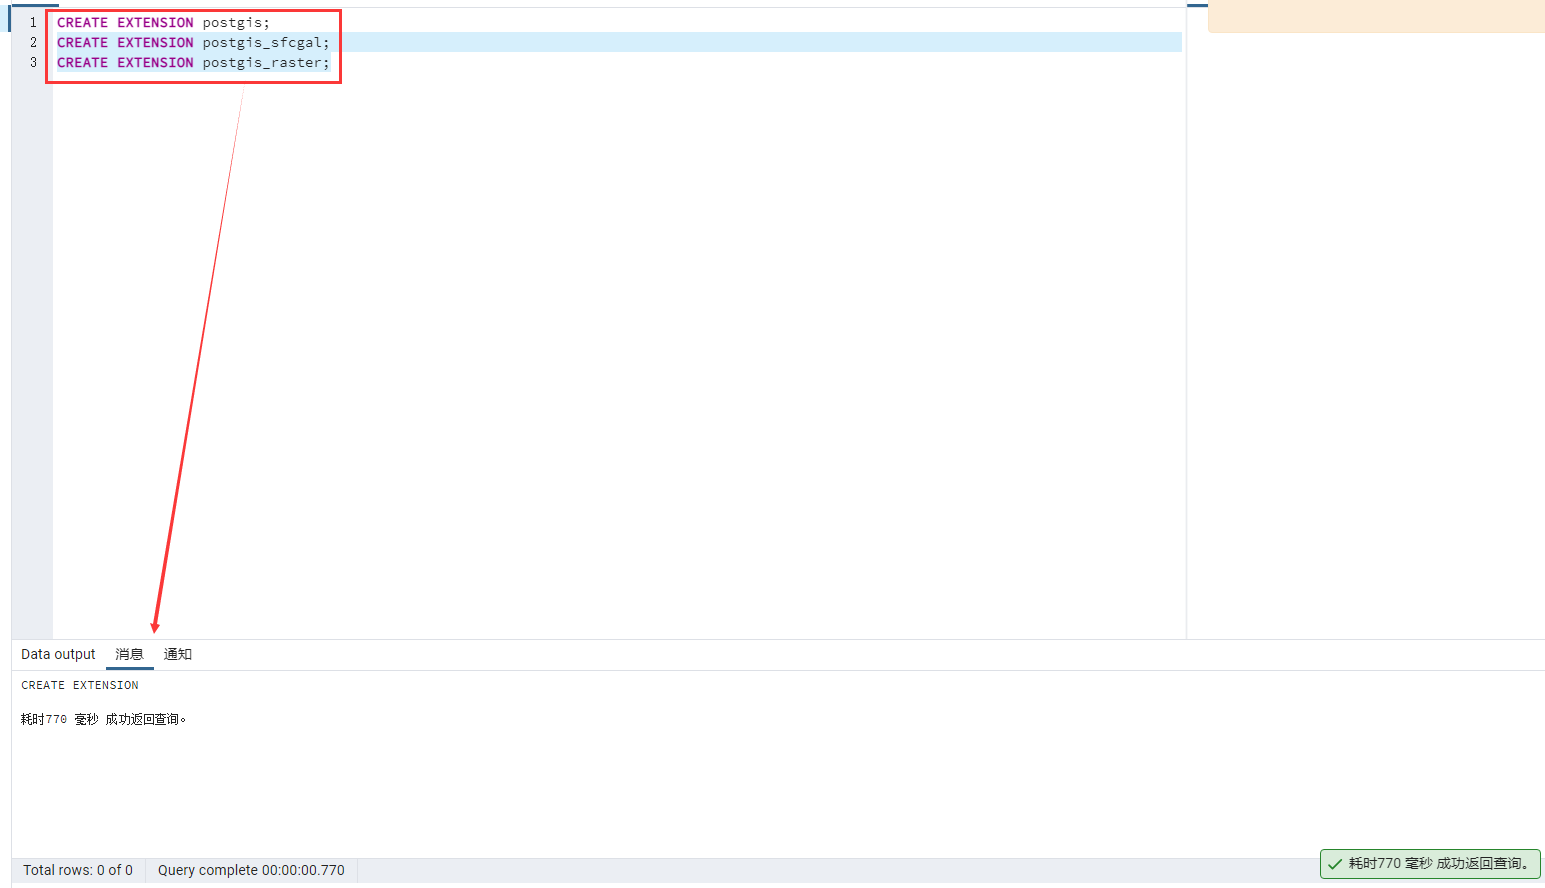 1 CREATE EXTENSION postgis;
2 CREATE EXTENSION postgis_sfcgal;
3 CREATE EXTENSION postgis_raster;
Data output 消息 通知
CREATE EXTENSION
耗时770 毫秒 成功返回查询。
Total rows: 0 of 0 Query complete 00:00:00.770
耗时770 毫秒 成功返回查询。